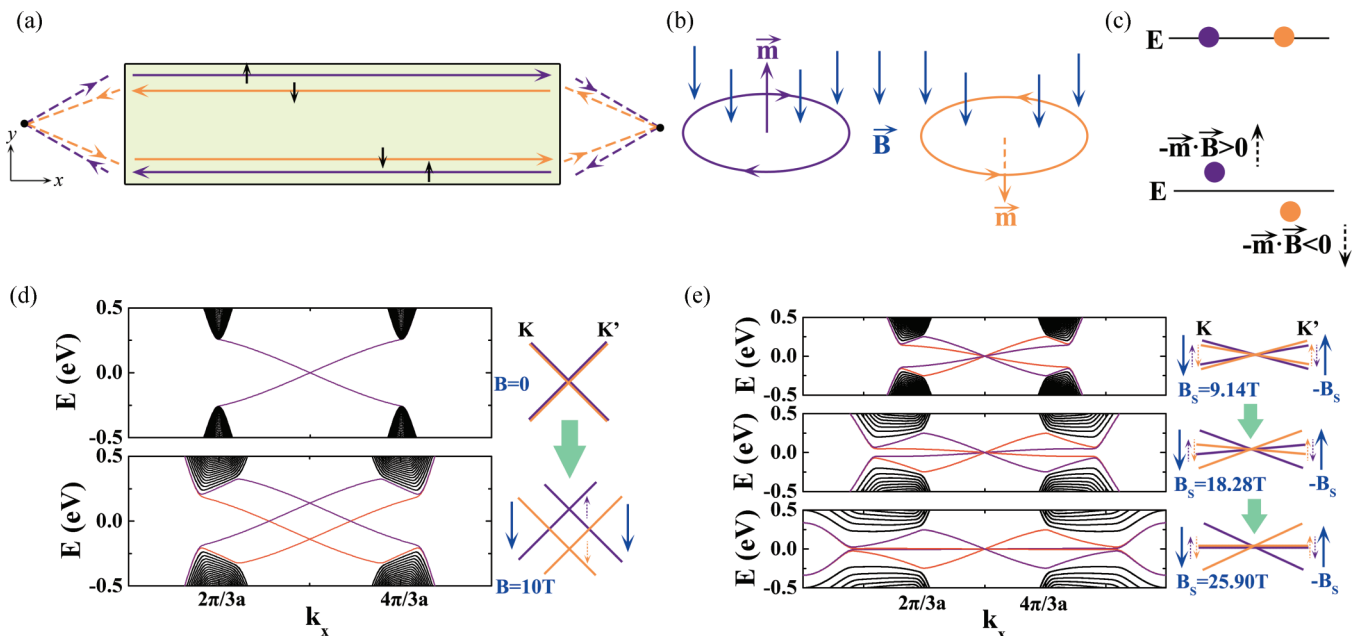 (a)
y
x
(b)
m
B
m
(c)
E
-m·B>0
E
-m·B<0
(d)
0.5
0.0
-0.5
E (eV)
0.5
0.0
-0.5
E (eV)
2π/3a
4π/3a
k_x
K
K'
B=0
B=10T
(e)
0.5
0.0
-0.5
E (eV)
0.5
0.0
-0.5
E (eV)
0.5
0.0
-0.5
E (eV)
2π/3a
4π/3a
k_x
K
K'
B_S=9.14T
-B_S
B_S=18.28T
-B_S
B_S=25.90T
-B_S